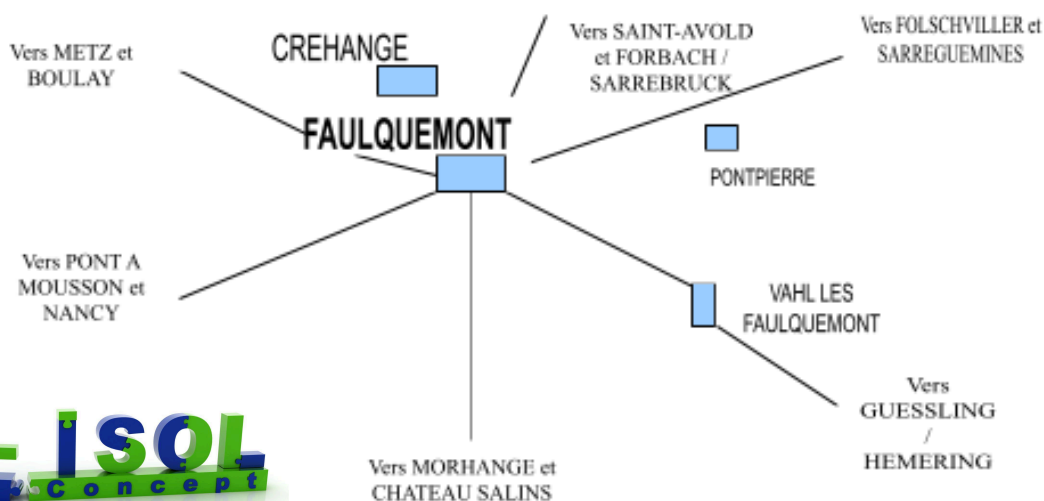 Vers METZ et
BOULAY
CREHANGE
Vers SAINT-AVOLD
et FORBACH /
SARREBRUCK
Vers FOLSCHVILLER et
SARREGUEMINES
FAULQUEMONT
PONTPIERRE
Vers PONT A
MOUSSON et
NANCY
VAHL LES
FAULQUEMONT
Vers
GUESSLING
/
HEMERING
Vers MORHANGE et
CHATEAU SALINS
ISOL
Concept